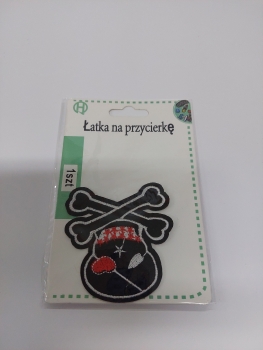 Łatka na przycierkę
1szt